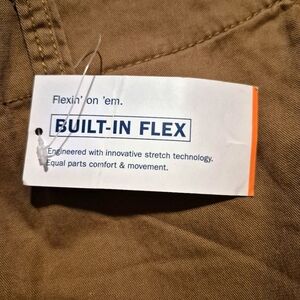 Flexin' on 'em.
BUILT-IN FLEX
Engineered with innovative stretch technology.
Equal parts comfort & movement.